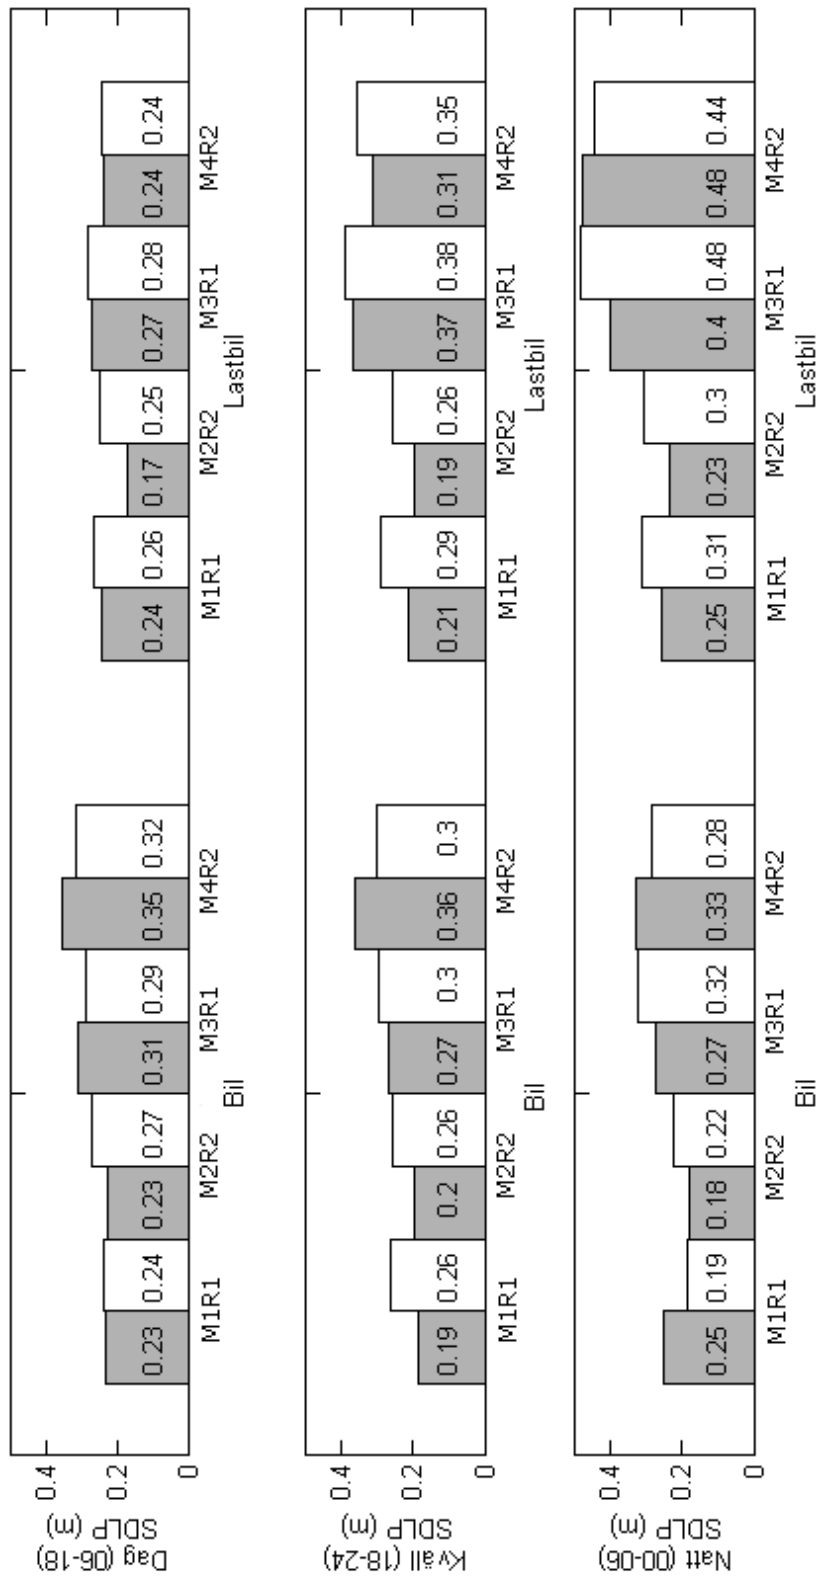 Dag (06-18)
SDLP (m)
0.4
0.2
0
0.23 0.24 0.23 0.27 0.31 0.29 0.35 0.32 0.24 0.26 0.17 0.25 0.27 0.28 0.24 0.24
M1R1 M2R2 M3R1 M4R2 M1R1 M2R2 M3R1 M4R2
Bil Lastbil
Kväll (18-24)
SDLP (m)
0.4
0.2
0
0.19 0.26 0.2 0.26 0.27 0.3 0.36 0.3 0.21 0.29 0.19 0.26 0.37 0.38 0.31 0.35
M1R1 M2R2 M3R1 M4R2 M1R1 M2R2 M3R1 M4R2
Bil Lastbil
Natt (00-06)
SDLP (m)
0.4
0.2
0
0.25 0.19 0.18 0.22 0.27 0.32 0.33 0.28 0.25 0.31 0.23 0.3 0.4 0.48 0.48 0.44
M1R1 M2R2 M3R1 M4R2 M1R1 M2R2 M3R1 M4R2
Bil Lastbil